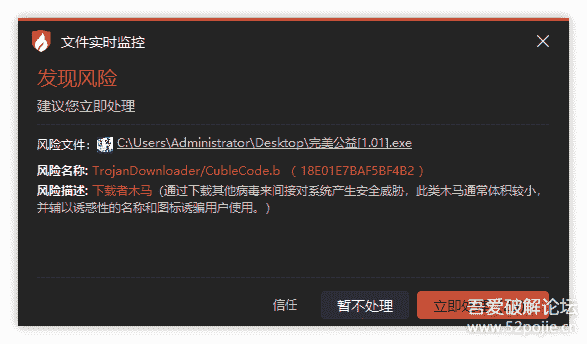 文件实时监控
发现风险
建议您立即处理
风险文件: C:\Users\Administrator\Desktop\完美公益[1.01].exe
风险名称: TrojanDownloader/CubleCode.b （18E01E7BAF5BF4B2）
风险描述: 下载者木马（通过下载其他病毒来间接对系统产生安全威胁，此类木马通常体积较小，
并辅以诱惑性的名称和图标诱骗用户使用。）
信任 暂不处理 立即处
吾爱破解论坛
www.52pojie.cn